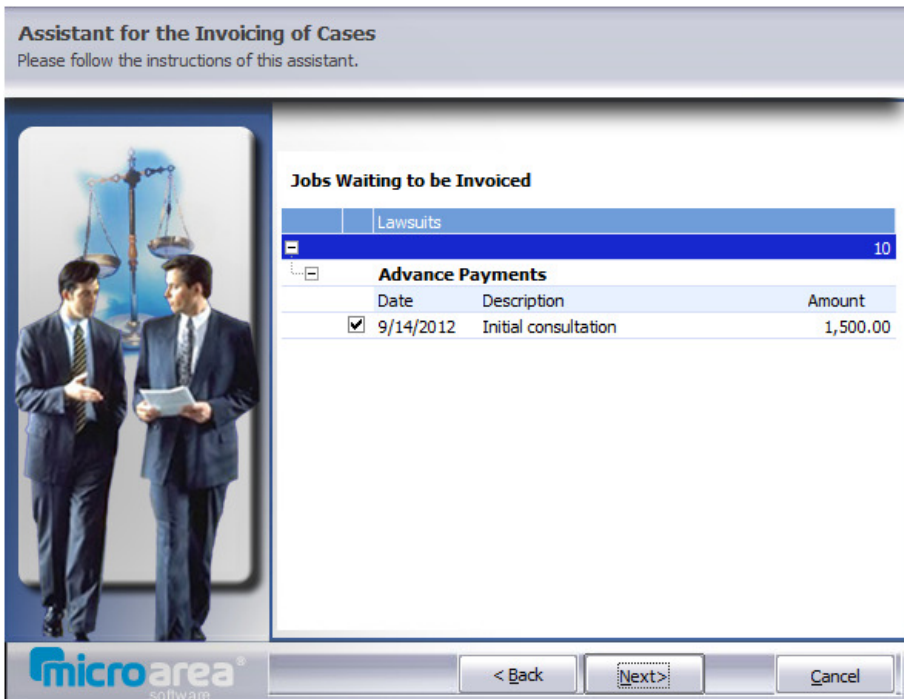 Assistant for the Invoicing of Cases
Please follow the instructions of this assistant.
Jobs Waiting to be Invoiced
Lawsuits
10
Advance Payments
Date Description Amount
9/14/2012 Initial consultation 1,500.00
microarea®
software
< Back Next> Cancel